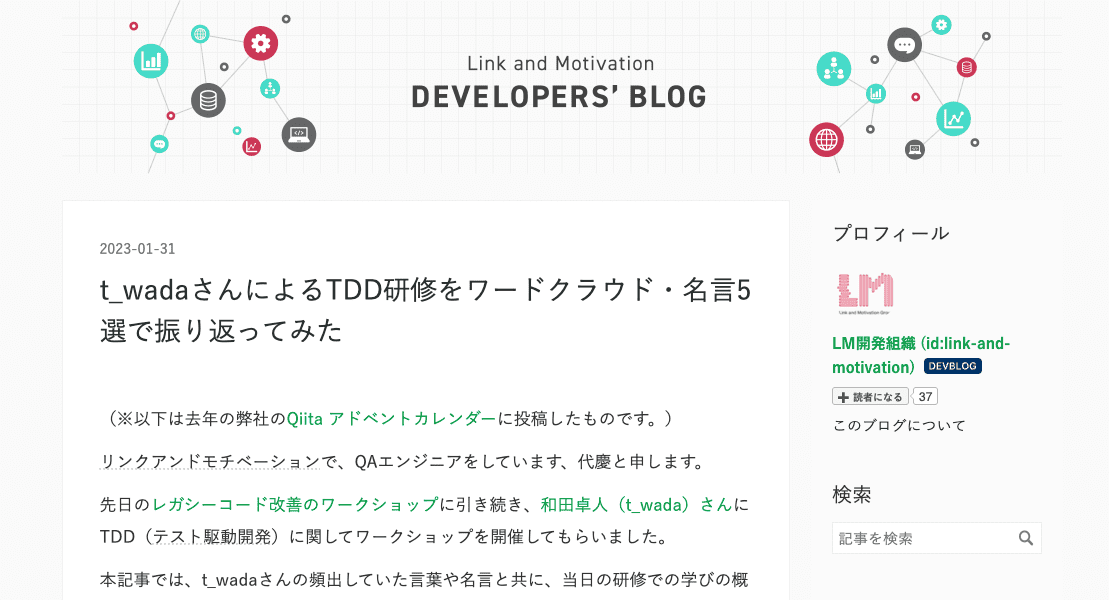 Link and Motivation
DEVELOPERS' BLOG
2023-01-31
t_wadaさんによるTDD研修をワードクラウド・名言5
選で振り返ってみた
（※以下は去年の弊社のQiita アドベントカレンダーに投稿したものです。）
リンクアンドモチベーションで、QAエンジニアをしています、代慶と申します。
先日のレガシーコード改善のワークショップに引き続き、和田卓人（t_wada）さんに
TDD（テスト駆動開発）に関してワークショップを開催してもらいました。
本記事では、t_wadaさんの頻出していた言葉や名言と共に、当日の研修での学びの概
プロフィール
LM
Link and Motivation Group
LM開発組織 (id:link-and-
motivation) DEVBLOG
読者になる 37
このブログについて
検索
記事を検索